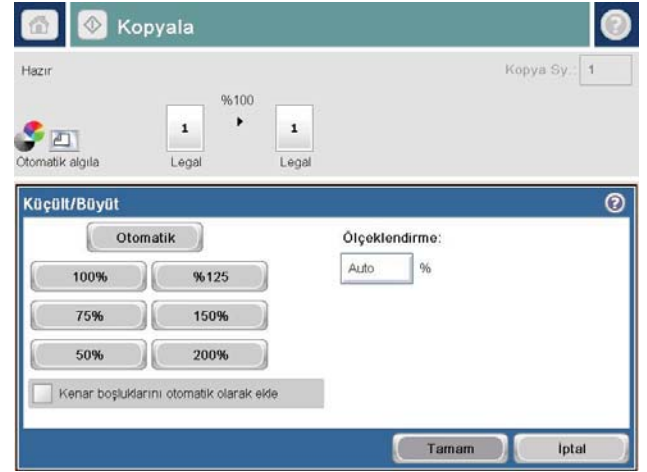 Kopyala
Hazır
Kopya Sy.: 1
%100
1 1
Otomatik algıla Legal Legal
Küçült/Büyüt
Otomatik
Ölçeklendirme:
100% %125
Auto %
75% 150%
50% 200%
Kenar boşluklarını otomatik olarak ekle
Tamam İptal